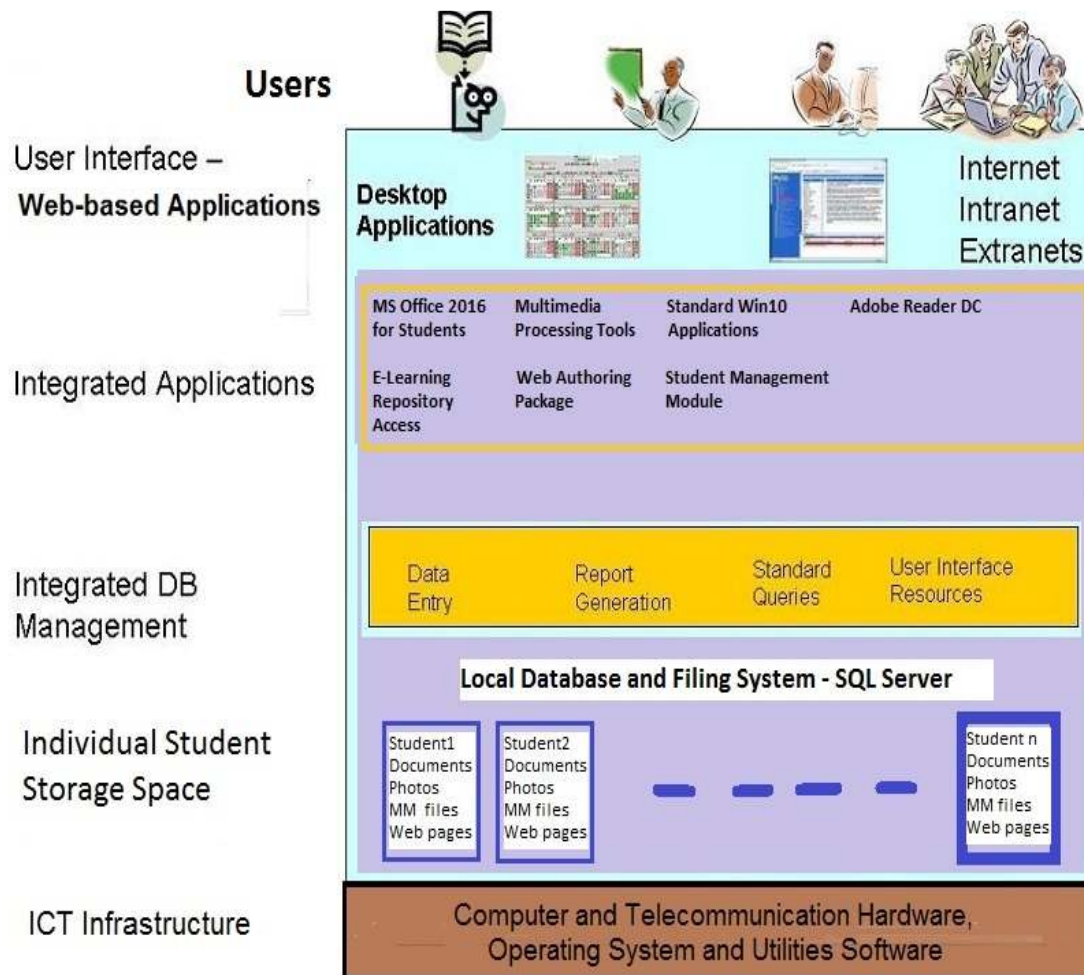 Users
User Interface –
Web-based Applications
Desktop
Applications
Internet
Intranet
Extranets
Integrated Applications
MS Office 2016
for Students
Multimedia
Processing Tools
Standard Win10
Applications
Adobe Reader DC
E-Learning
Repository
Access
Web Authoring
Package
Student Management
Module
Integrated DB
Management
Data
Entry
Report
Generation
Standard
Queries
User Interface
Resources
Local Database and Filing System - SQL Server
Individual Student
Storage Space
Student1
Documents
Photos
MM files
Web pages
Student2
Documents
Photos
MM files
Web pages
Student n
Documents
Photos
MM files
Web pages
ICT Infrastructure
Computer and Telecommunication Hardware,
Operating System and Utilities Software